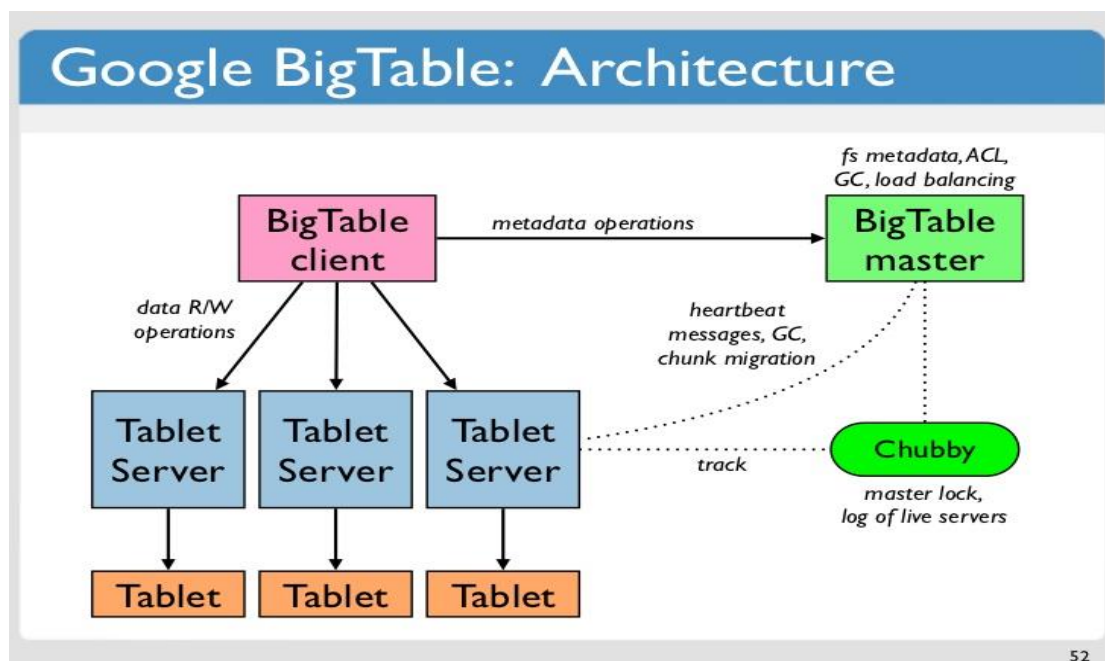 Google BigTable: Architecture
fs metadata, ACL,
GC, load balancing
BigTable
client
metadata operations
BigTable
master
data R/W
operations
heartbeat
messages, GC,
chunk migration
Tablet
Server
Tablet
Server
Tablet
Server
track
Chubby
master lock,
log of live servers
Tablet
Tablet
Tablet
52